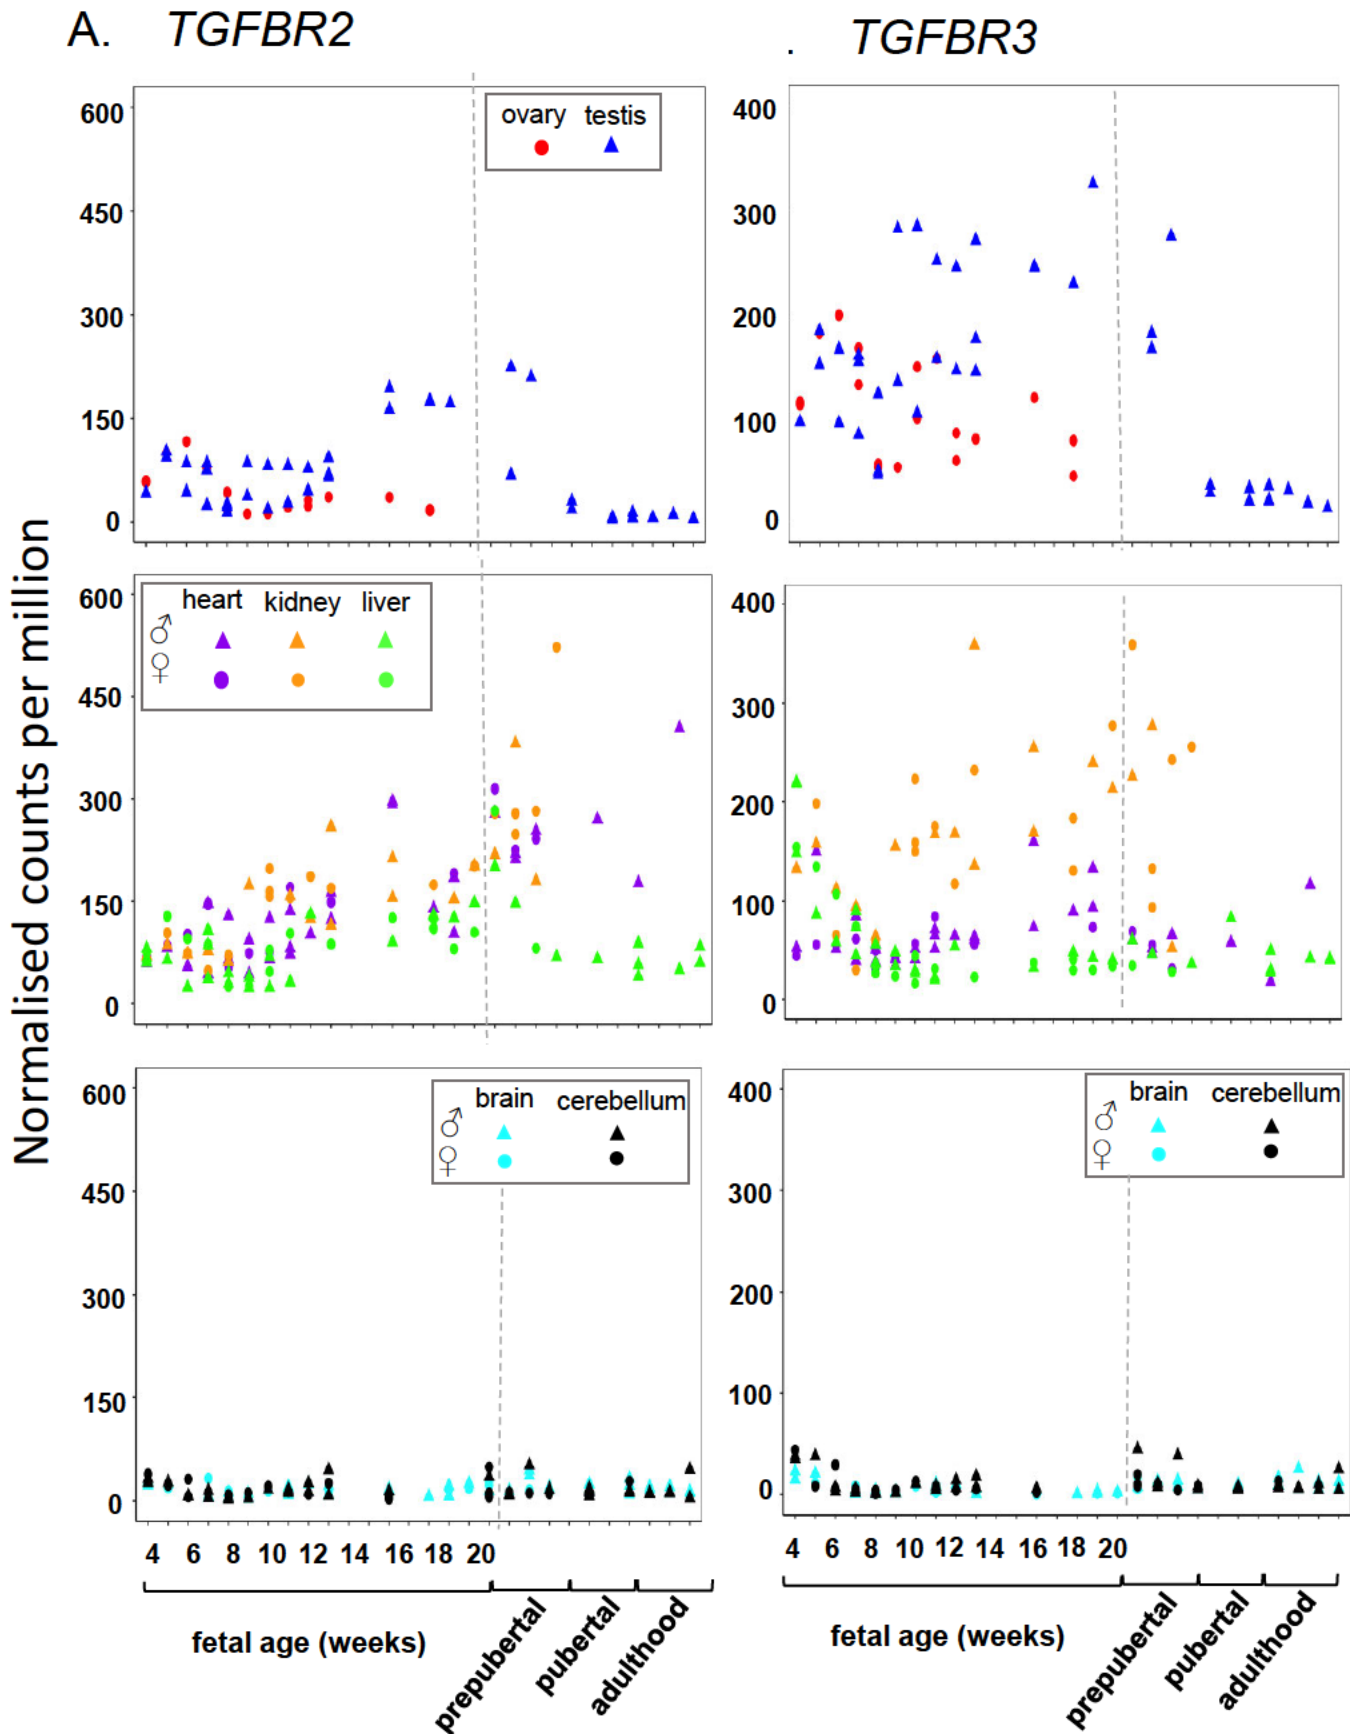 A. TGFBR2
. TGFBR3
Normalised counts per million
600
450
300
150
0
ovary testis
400
300
200
100
0
600
450
300
150
0
heart kidney liver
♂
♀
400
300
200
100
0
600
450
300
150
0
brain cerebellum
♂
♀
400
300
200
100
0
brain cerebellum
♂
♀
4 6 8 10 12 14 16 18 20
fetal age (weeks)
prepubertal
pubertal
adulthood
4 6 8 10 12 14 16 18 20
fetal age (weeks)
prepubertal
pubertal
adulthood